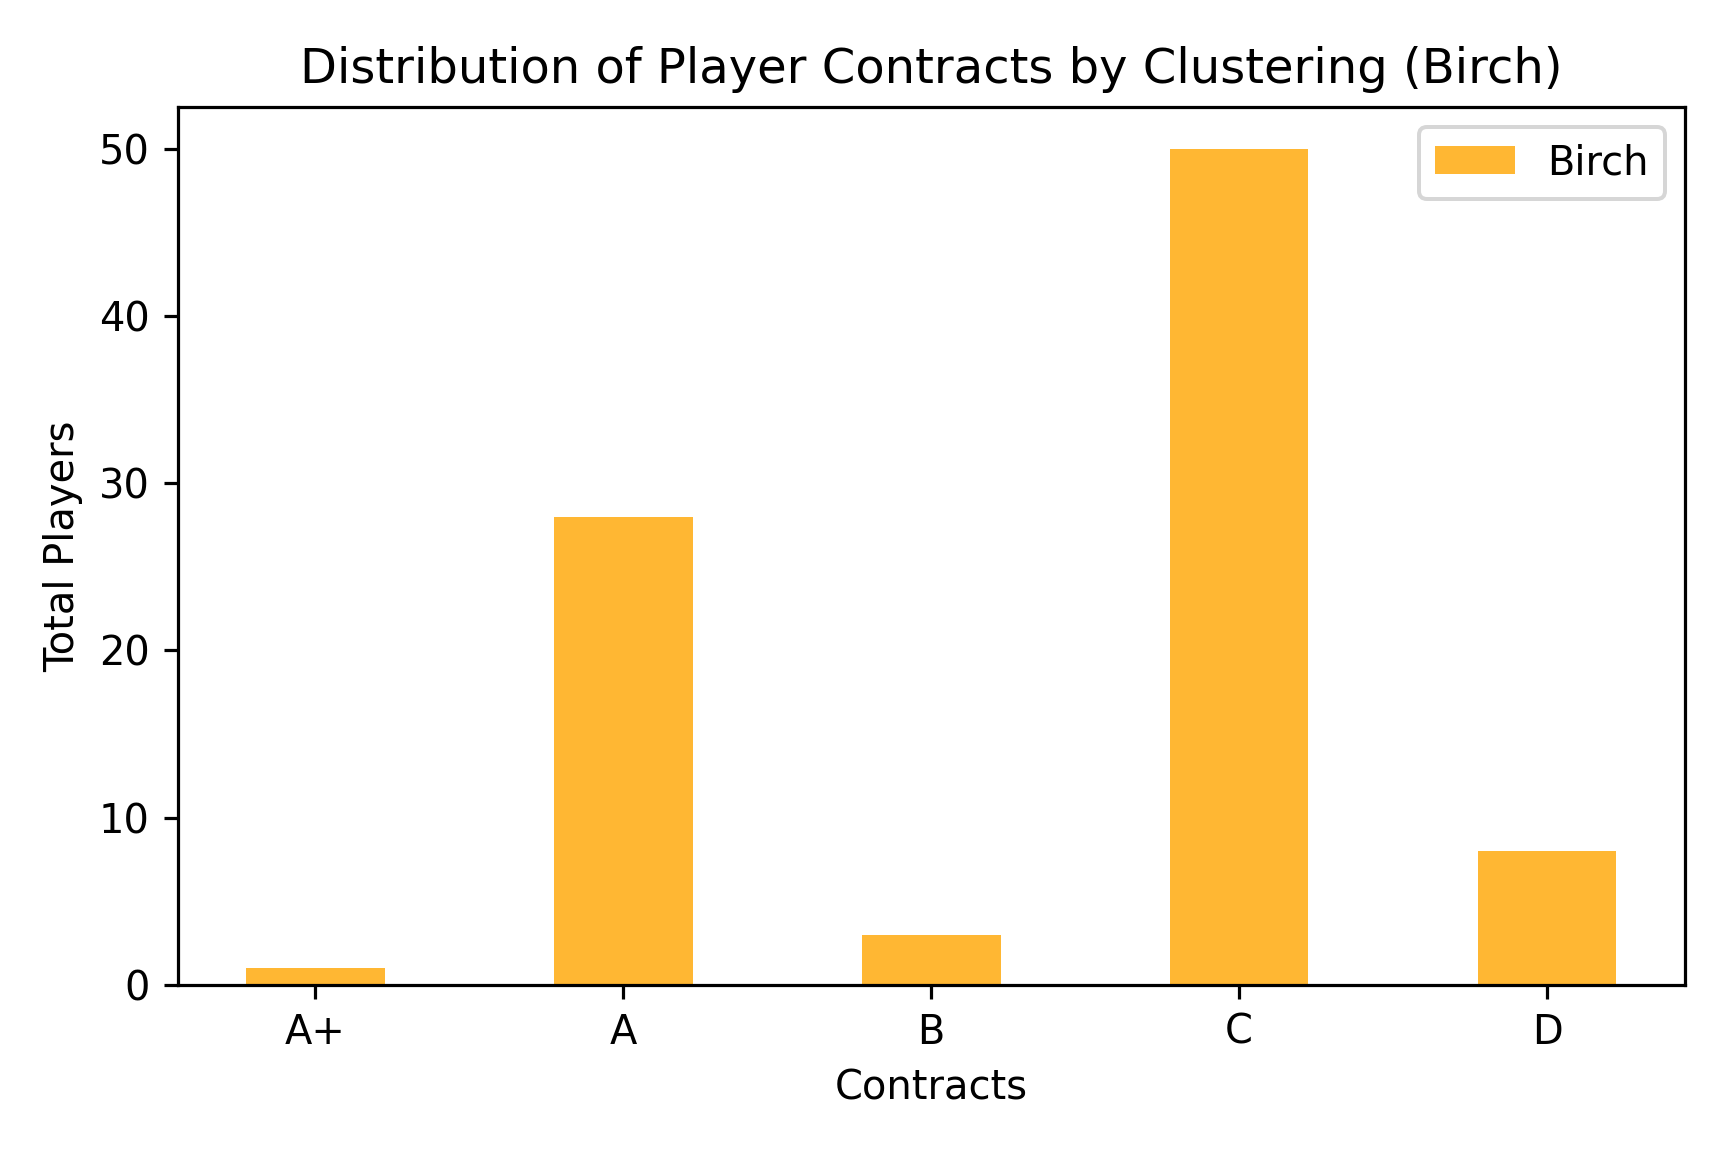 Distribution of Player Contracts by Clustering (Birch)
Birch
50
40
30
20
10
0
Total Players
A+ A B C D
Contracts